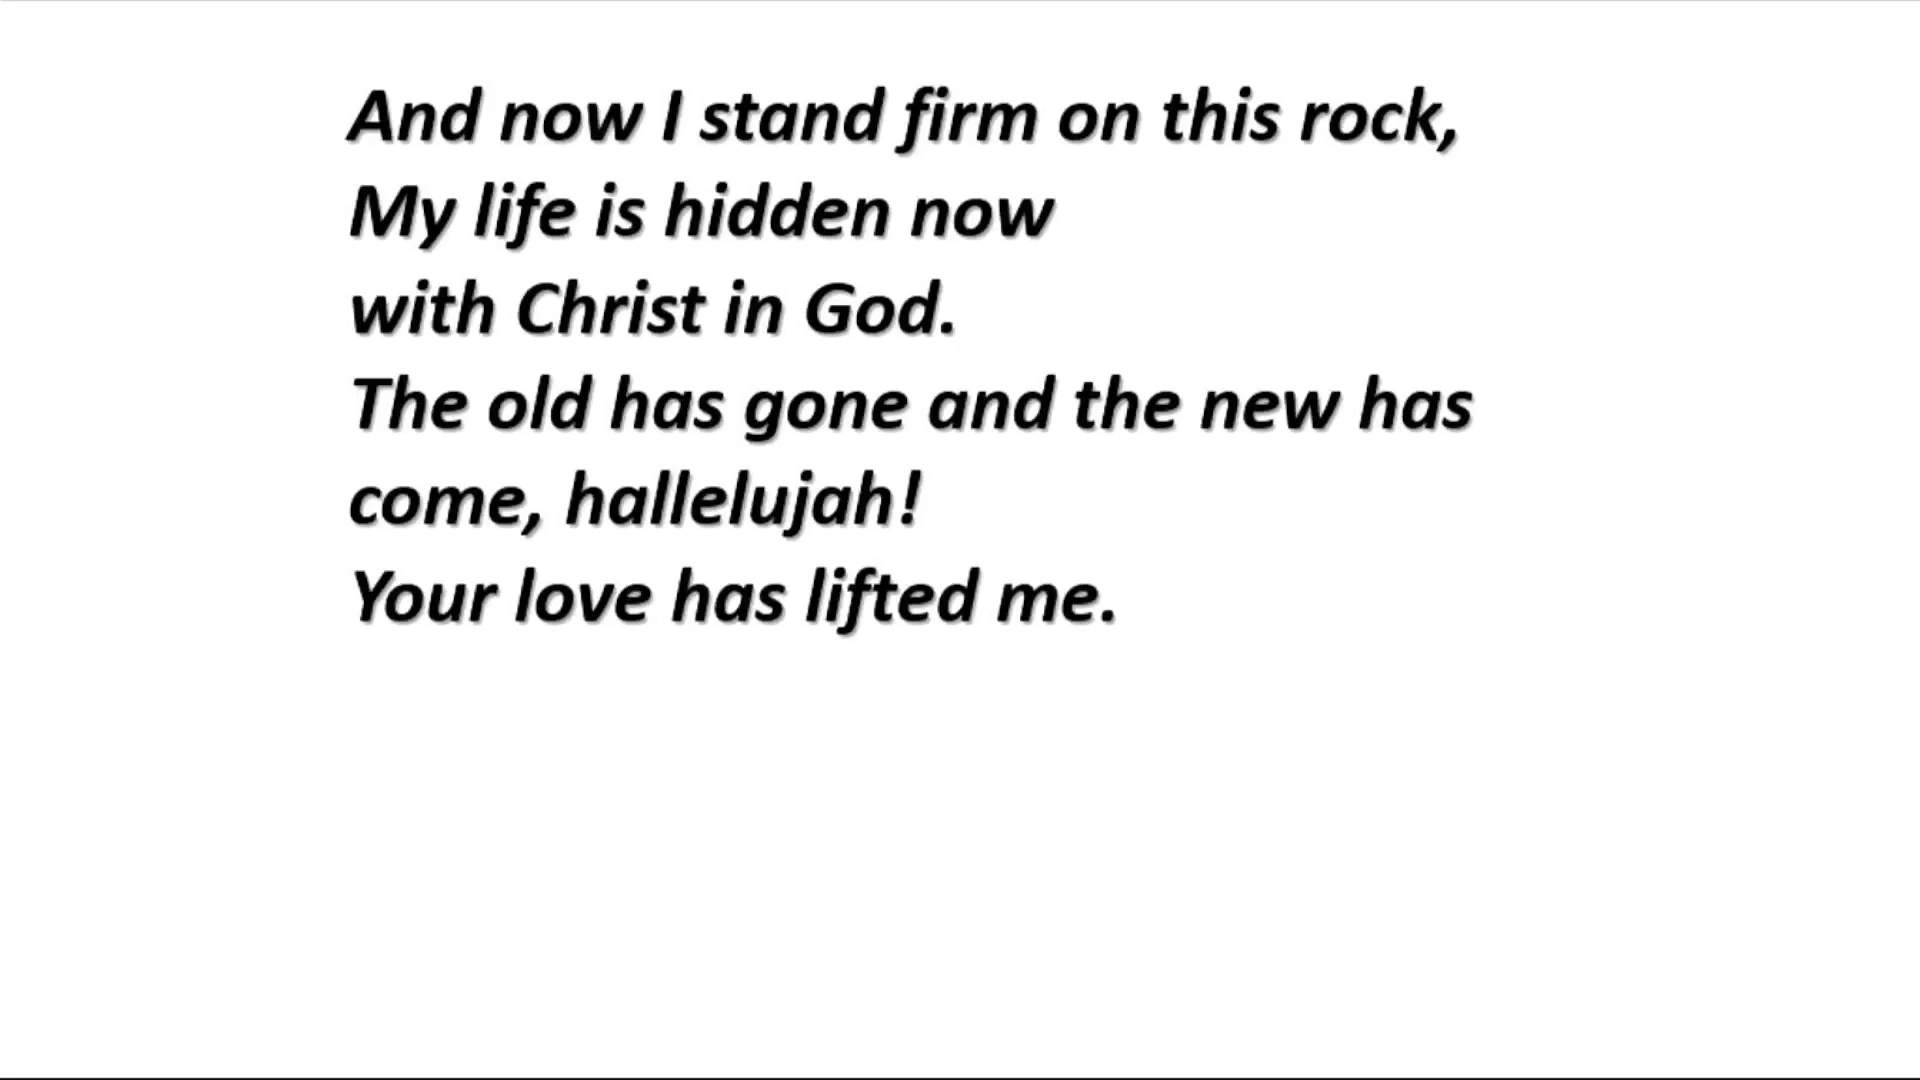 And now I stand firm on this rock,
My life is hidden now
with Christ in God.
The old has gone and the new has
come, hallelujah!
Your love has lifted me.